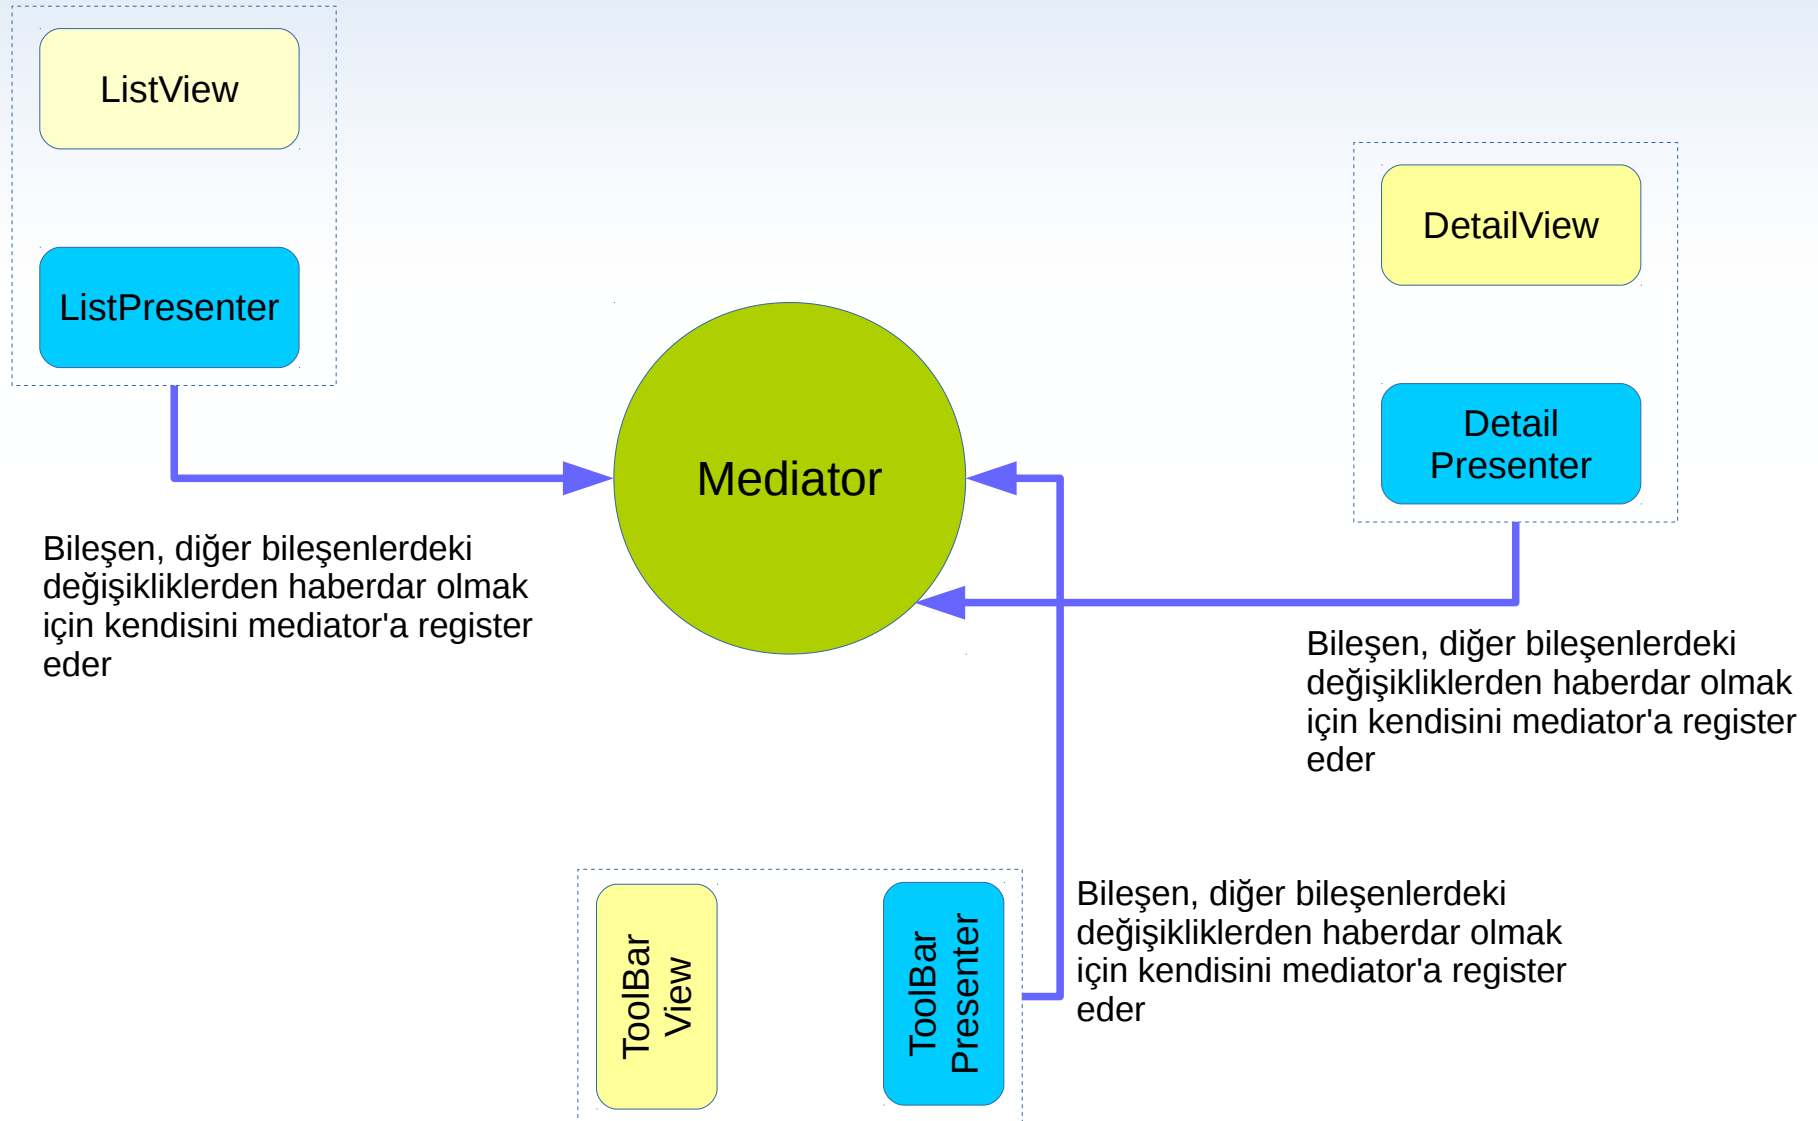 ListView
ListPresenter
DetailView
Detail
Presenter
Mediator
Bileşen, diğer bileşenlerdeki
değişikliklerden haberdar olmak
için kendisini mediator'a register
eder
Bileşen, diğer bileşenlerdeki
değişikliklerden haberdar olmak
için kendisini mediator'a register
eder
ToolBar
View
ToolBar
Presenter
Bileşen, diğer bileşenlerdeki
değişikliklerden haberdar olmak
için kendisini mediator'a register
eder